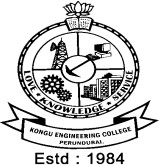 LOVE • KNOWLEDGE • SERVICE
KONGU ENGINEERING COLLEGE
PERUNDURAI
Estd : 1984